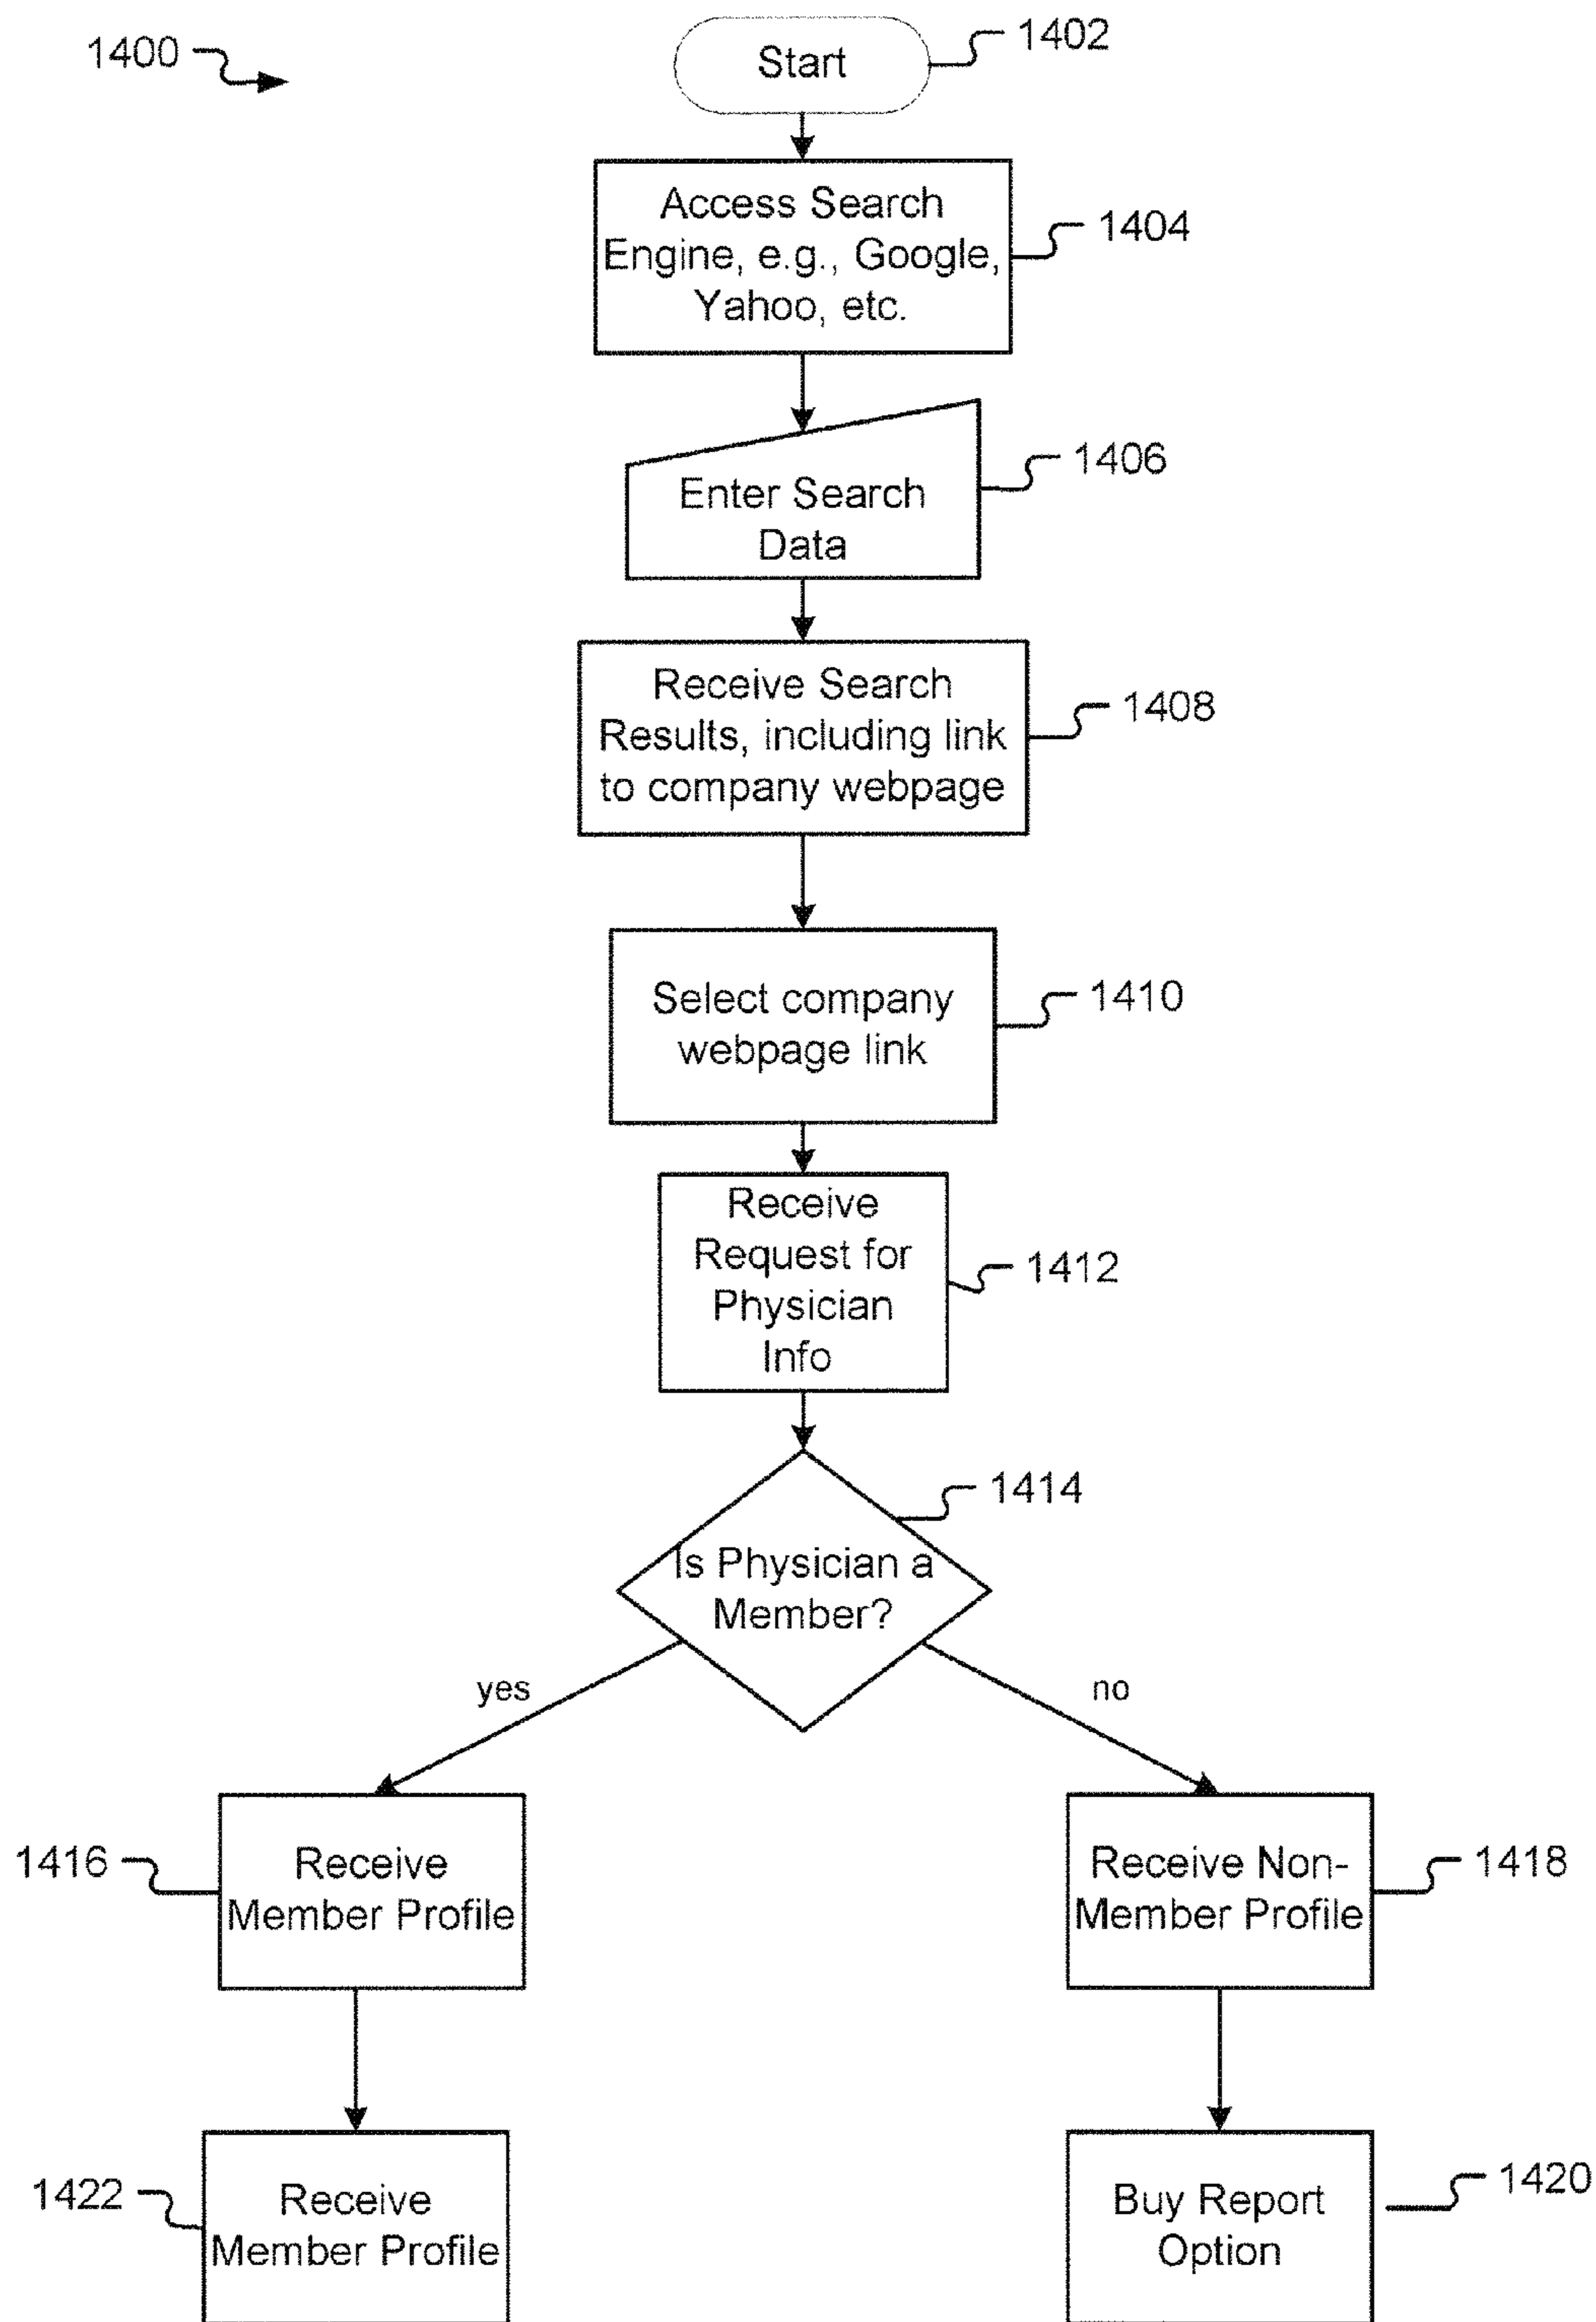 1400
Start
1402
Access Search
Engine, e.g., Google,
Yahoo, etc.
1404
Enter Search
Data
1406
Receive Search
Results, including link
to company webpage
1408
Select company
webpage link
1410
Receive
Request for
Physician
Info
1412
1414
Is Physician a
Member?
yes
no
1416
Receive
Member Profile
Receive Non-
Member Profile
1418
1422
Receive
Member Profile
Buy Report
Option
1420